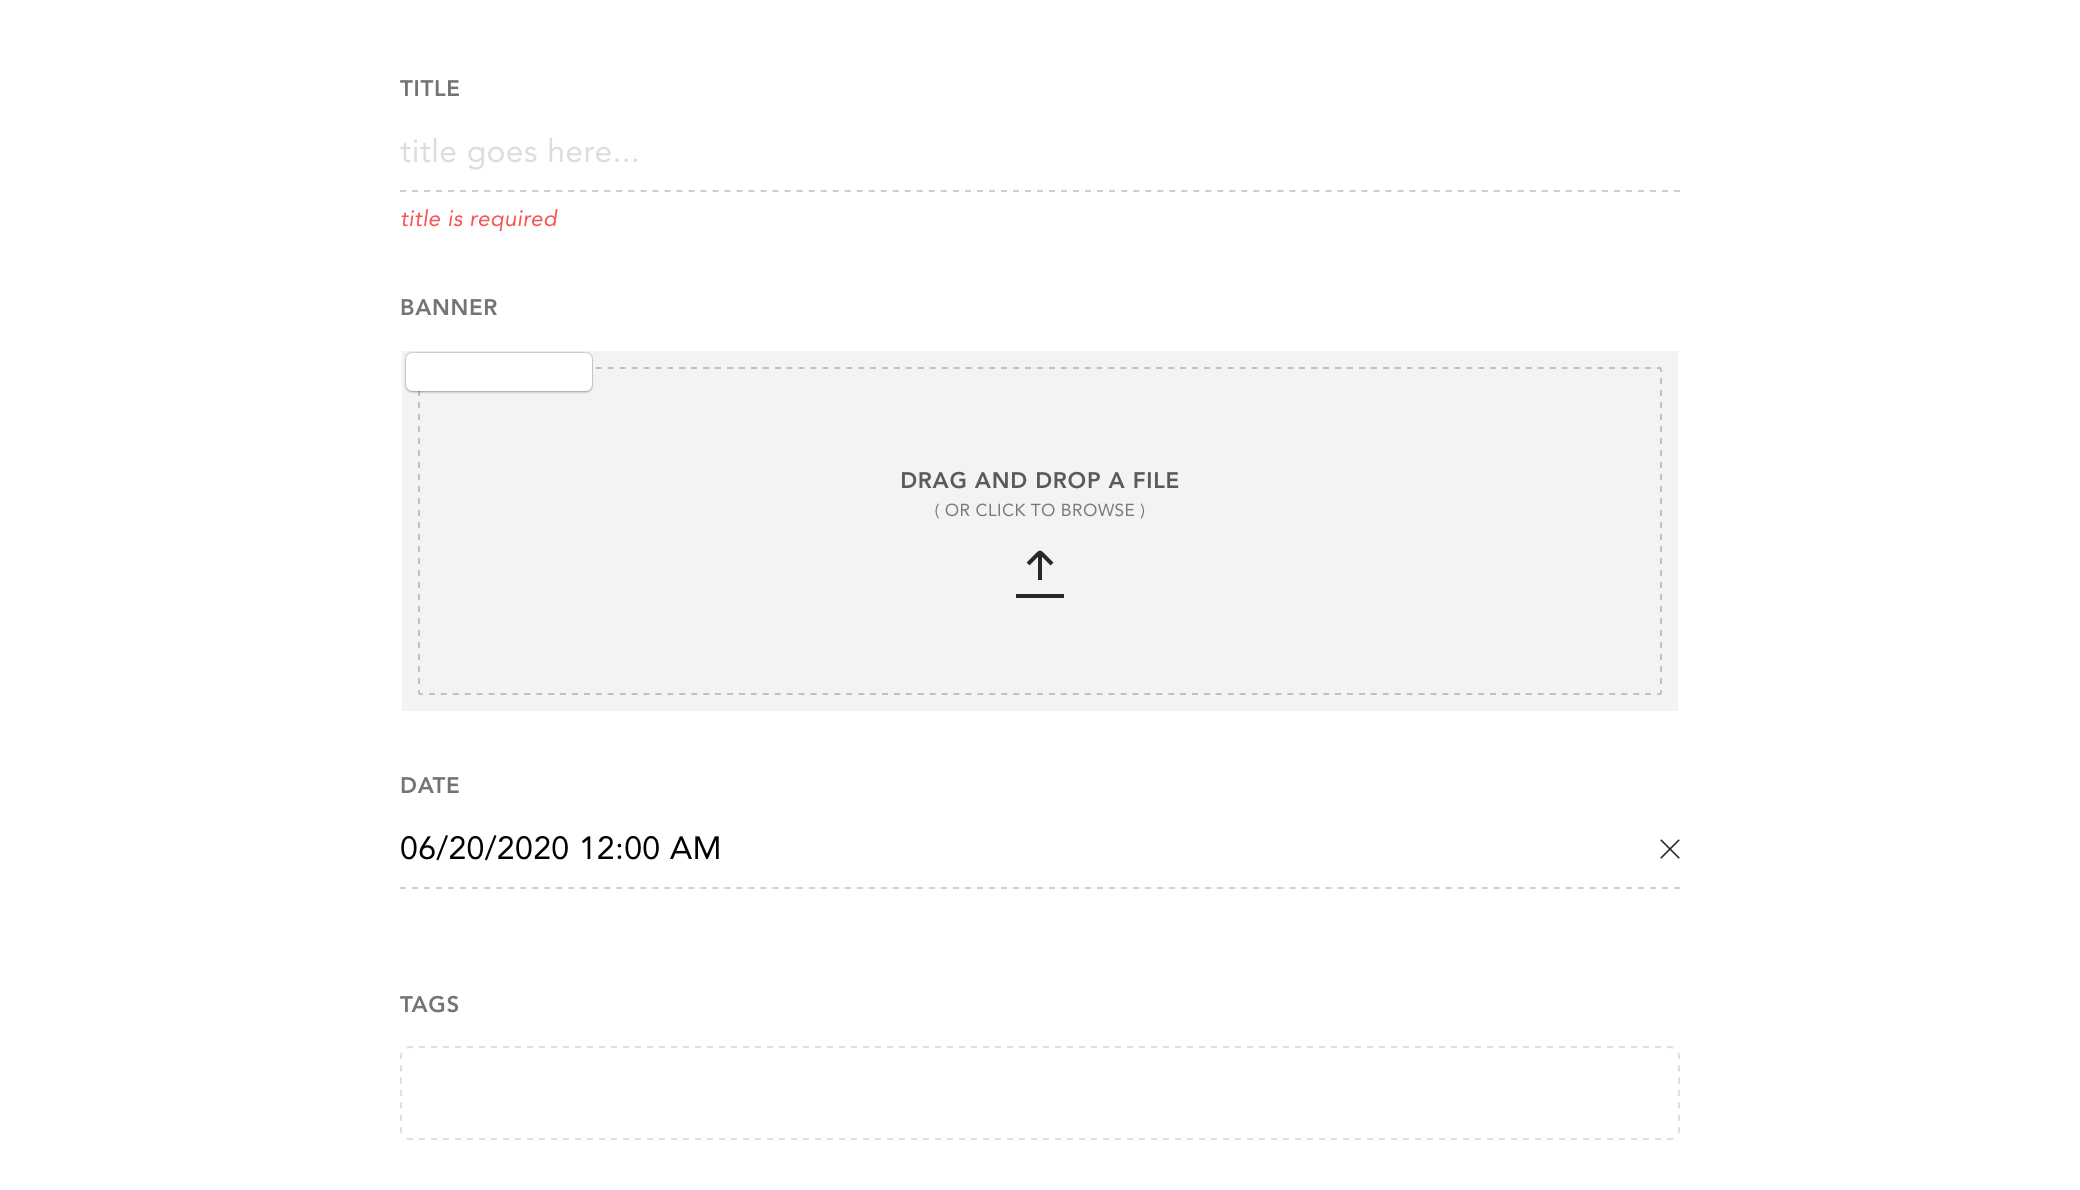 TITLE
title goes here...
title is required
BANNER
DRAG AND DROP A FILE
( OR CLICK TO BROWSE )
DATE
06/20/2020 12:00 AM
TAGS